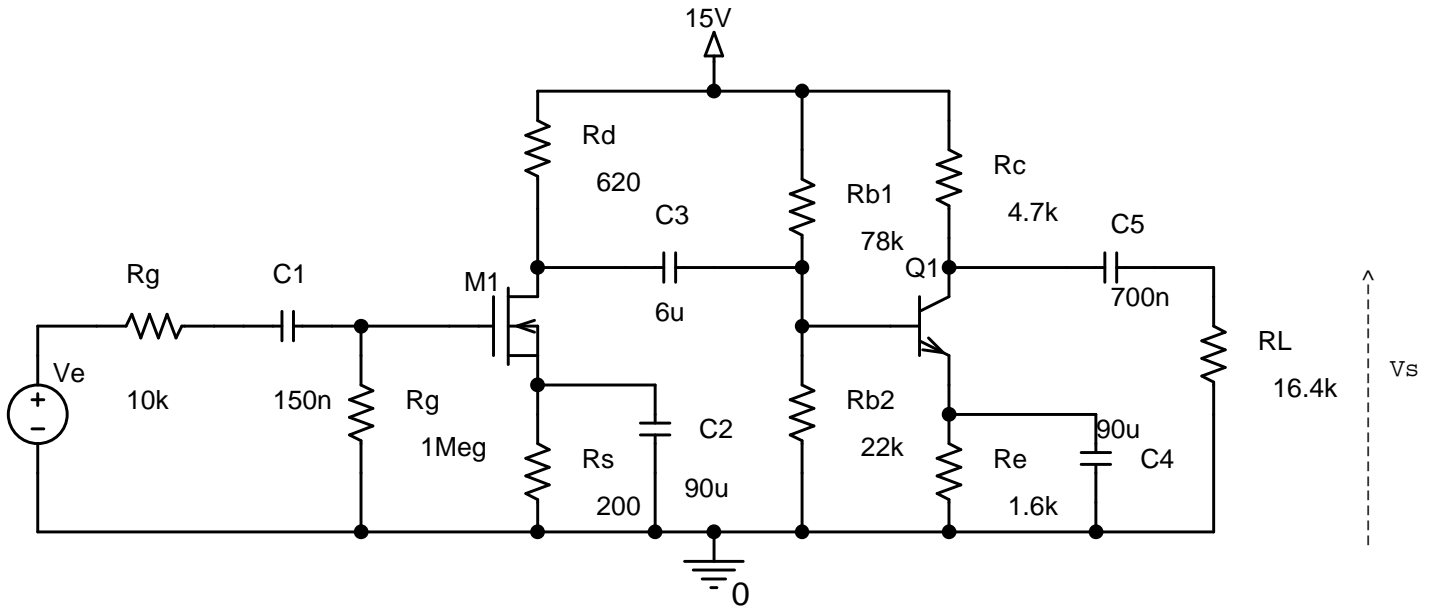 15V
Rd
620
Rb1
78k
Rc
4.7k
C3
6u
C5
700n
Q1
Rg
10k
C1
150n
M1
Ve
Rg
1Meg
Rs
200
C2
90u
Rb2
22k
Re
1.6k
90u
C4
RL
16.4k
Vs
0